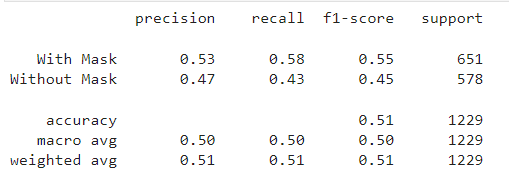 precision recall f1-score support
With Mask 0.53 0.58 0.55 651
Without Mask 0.47 0.43 0.45 578
accuracy 0.51 1229
macro avg 0.50 0.50 0.50 1229
weighted avg 0.51 0.51 0.51 1229